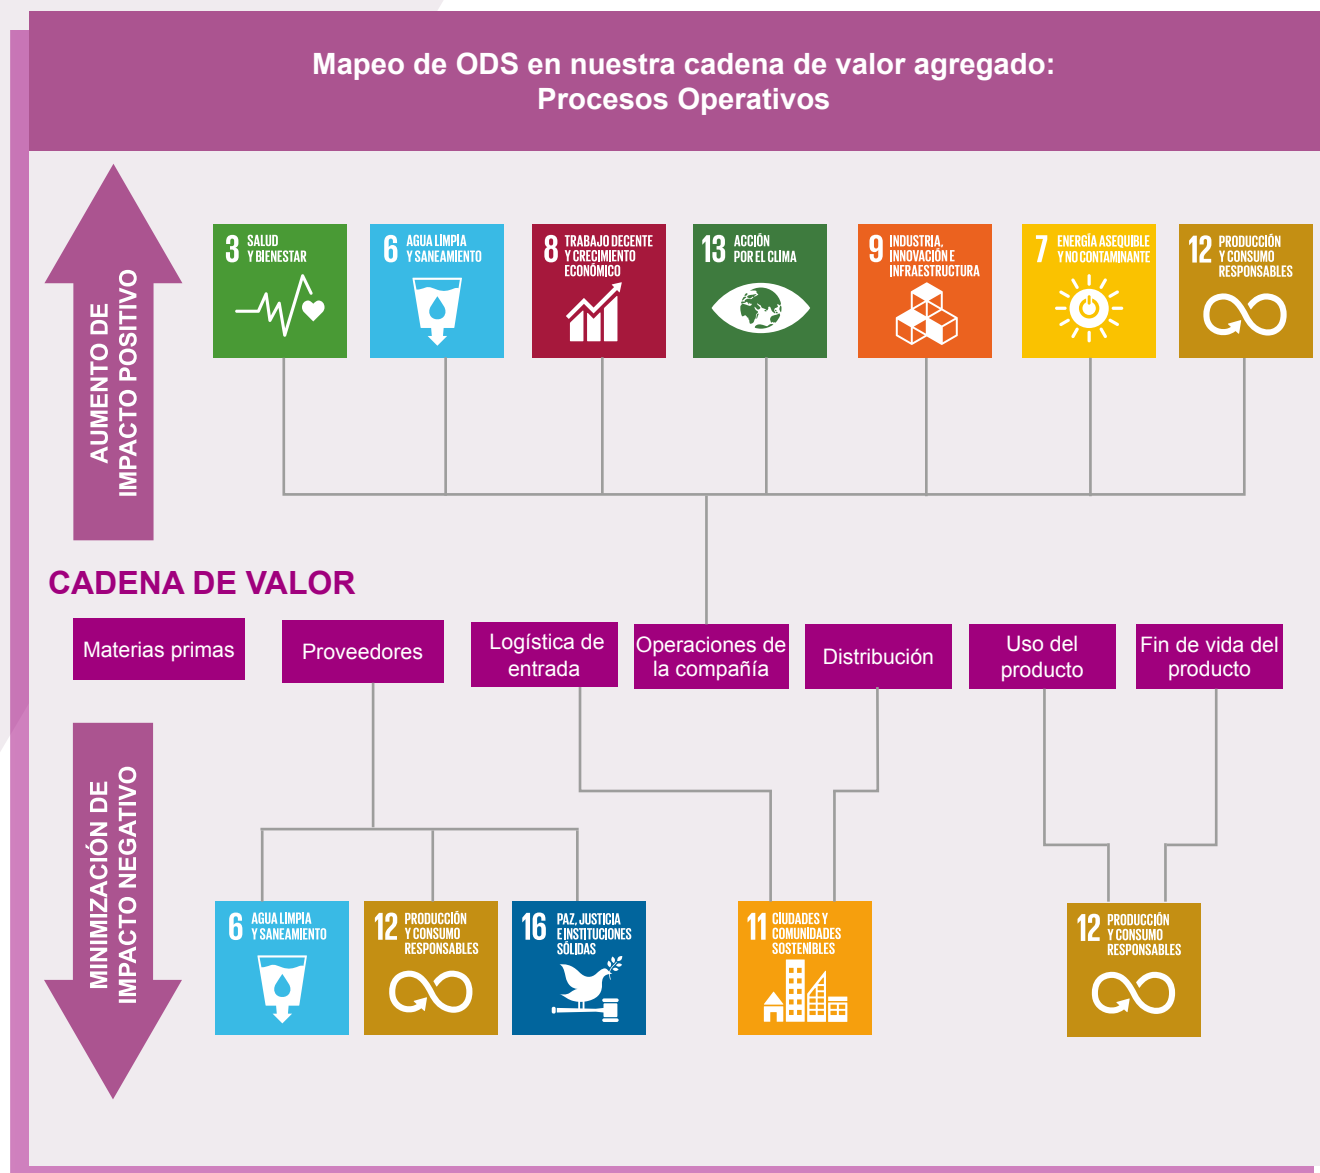 Mapeo de ODS en nuestra cadena de valor agregado:
Procesos Operativos
AUMENTO DE
IMPACTO POSITIVO
3 SALUD
Y BIENESTAR
6 AGUA LIMPIA
Y SANEAMIENTO
8 TRABAJO DECENTE
Y CRECIMIENTO
ECONÓMICO
13 ACCIÓN
POR EL CLIMA
9 INDUSTRIA,
INNOVACIÓN E
INFRAESTRUCTURA
7 ENERGÍA ASEQUIBLE
Y NO CONTAMINANTE
12 PRODUCCIÓN
Y CONSUMO
RESPONSABLES
CADENA DE VALOR
Materias primas
Proveedores
Logística de
entrada
Operaciones de
la compañía
Distribución
Uso del
producto
Fin de vida del
producto
MINIMIZACIÓN DE
IMPACTO NEGATIVO
6 AGUA LIMPIA
Y SANEAMIENTO
12 PRODUCCIÓN
Y CONSUMO
RESPONSABLES
16 PAZ, JUSTICIA
E INSTITUCIONES
SÓLIDAS
11 CIUDADES Y
COMUNIDADES
SOSTENIBLES
12 PRODUCCIÓN
Y CONSUMO
RESPONSABLES